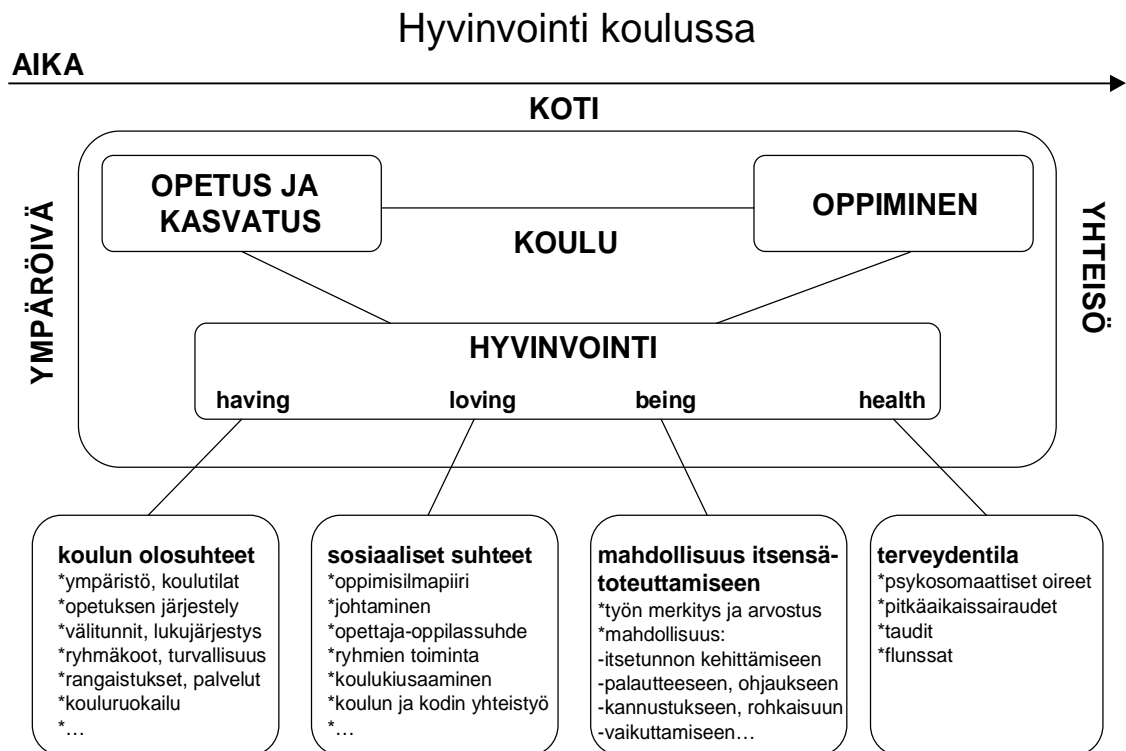 Hyvinvointi koulussa
AIKA
KOTI
YMPÄRÖIVÄ
OPETUS JA
KASVATUS
OPPIMINEN
KOULU
YHTEISÖ
HYVINVOINTI
having loving being health
koulun olosuhteet
*ympäristö, koulutilat
*opetuksen järjestely
*välitunnit, lukujärjestys
*ryhmäkoot, turvallisuus
*rangaistukset, palvelut
*kouluruokailu
*…
sosiaaliset suhteet
*oppimisilmapiiri
*johtaminen
*opettaja-oppilassuhde
*ryhmien toiminta
*koulukiusaaminen
*koulun ja kodin yhteistyö
*…
mahdollisuus itsensä-
toteuttamiseen
*työn merkitys ja arvostus
*mahdollisuus:
-itsetunnon kehittämiseen
-palautteeseen, ohjaukseen
-kannustukseen, rohkaisuun
-vaikuttamiseen…
terveydentila
*psykosomaattiset oireet
*pitkäaikaissairaudet
*taudit
*flunssat